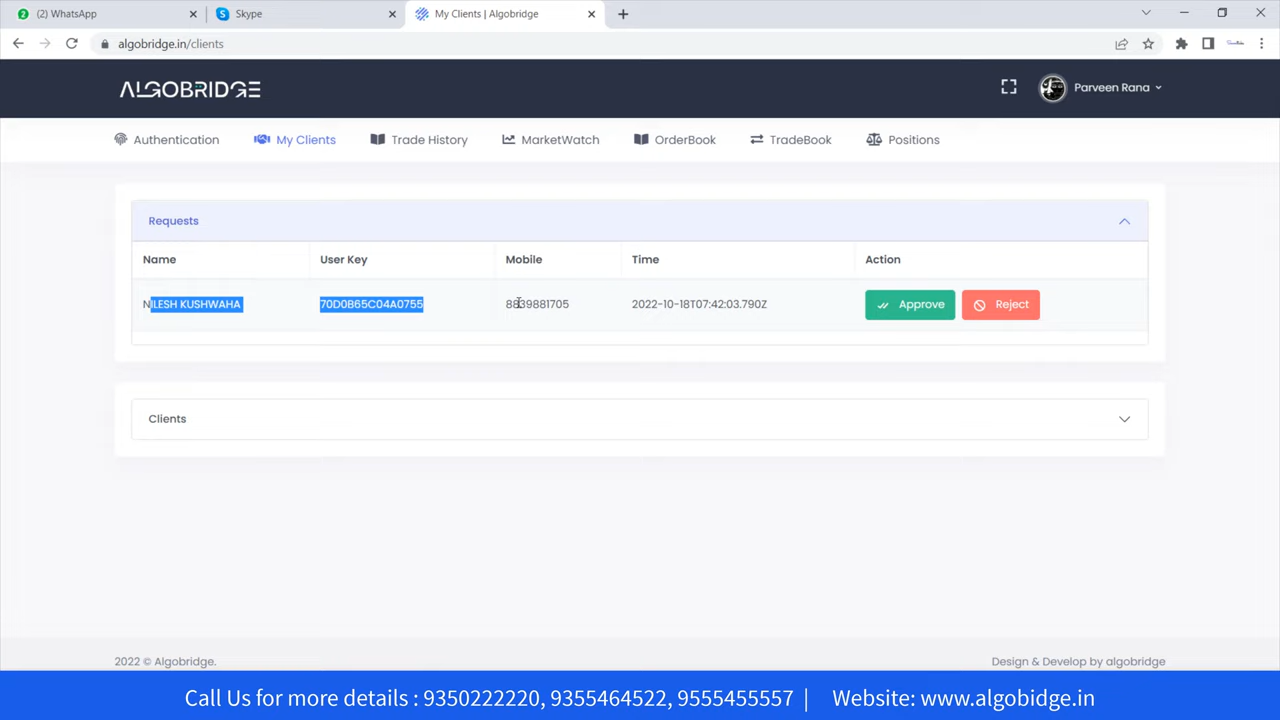 (2) WhatsApp
Skype
My Clients | Algobridge
algobridge.in/clients
ALGOBRIDGE
Parveen Rana
Authentication
My Clients
Trade History
MarketWatch
OrderBook
TradeBook
Positions
Requests
Name User Key Mobile Time Action
NILESH KUSHWAHA 70D0B65C04A0755 8839881705 2022-10-18T07:42:03.790Z Approve Reject
Clients
2022 © Algobridge.
Design & Develop by algobridge
Call Us for more details : 9350222220, 9355464522, 9555455557 | Website: www.algobidge.in